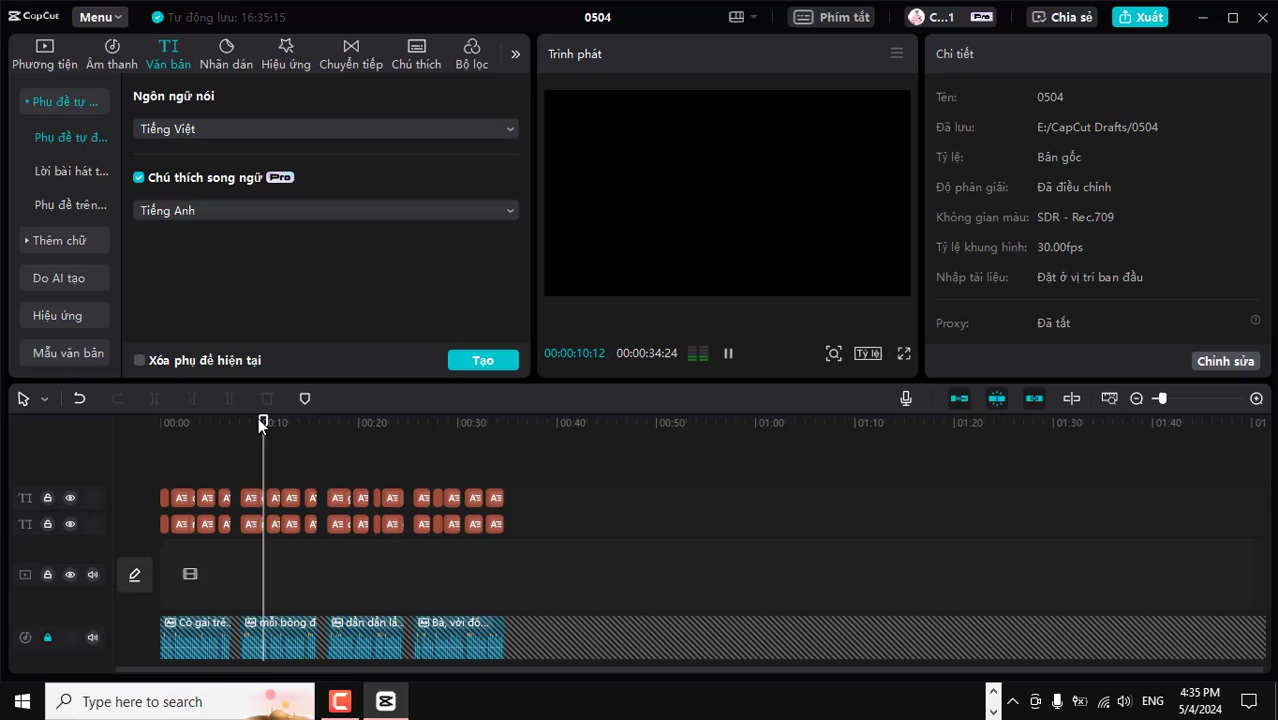 CapCut
Menu
Tự động lưu: 16:35:15
0504
Phím tắt
C...1
Pro
Chia sẻ
Xuất
Phương tiện
Âm thanh
TI
Văn bản
Nhãn dán
Hiệu ứng
Chuyển tiếp
Chú thích
Bộ lọc
»
Phụ đề tự ...
Phụ đề tự đ...
Lời bài hát t...
Phụ đề trên...
Thêm chữ
Do AI tạo
Hiệu ứng
Mẫu văn bản
Ngôn ngữ nói
Tiếng Việt
Chú thích song ngữ Pro
Tiếng Anh
Xóa phụ đề hiện tại
Tạo
Trình phát
00:00:10:12
00:00:34:24
Tỷ lệ
Chi tiết
Tên: 0504
Đã lưu: E:/CapCut Drafts/0504
Tỷ lệ: Bản gốc
Độ phân giải: Đã điều chỉnh
Không gian màu: SDR - Rec.709
Tỷ lệ khung hình: 30.00fps
Nhập tài liệu: Đặt ở vị trí ban đầu
Proxy: Đã tắt
Chỉnh sửa
00:00 00:10 00:20 00:30 00:40 00:50 01:00 01:10 01:20 01:30 01:40 01
Cô gái trẻ... mỗi bông đ dần dần lấ.. Bà, với đô...
Type here to search
ENG
4:35 PM
5/4/2024